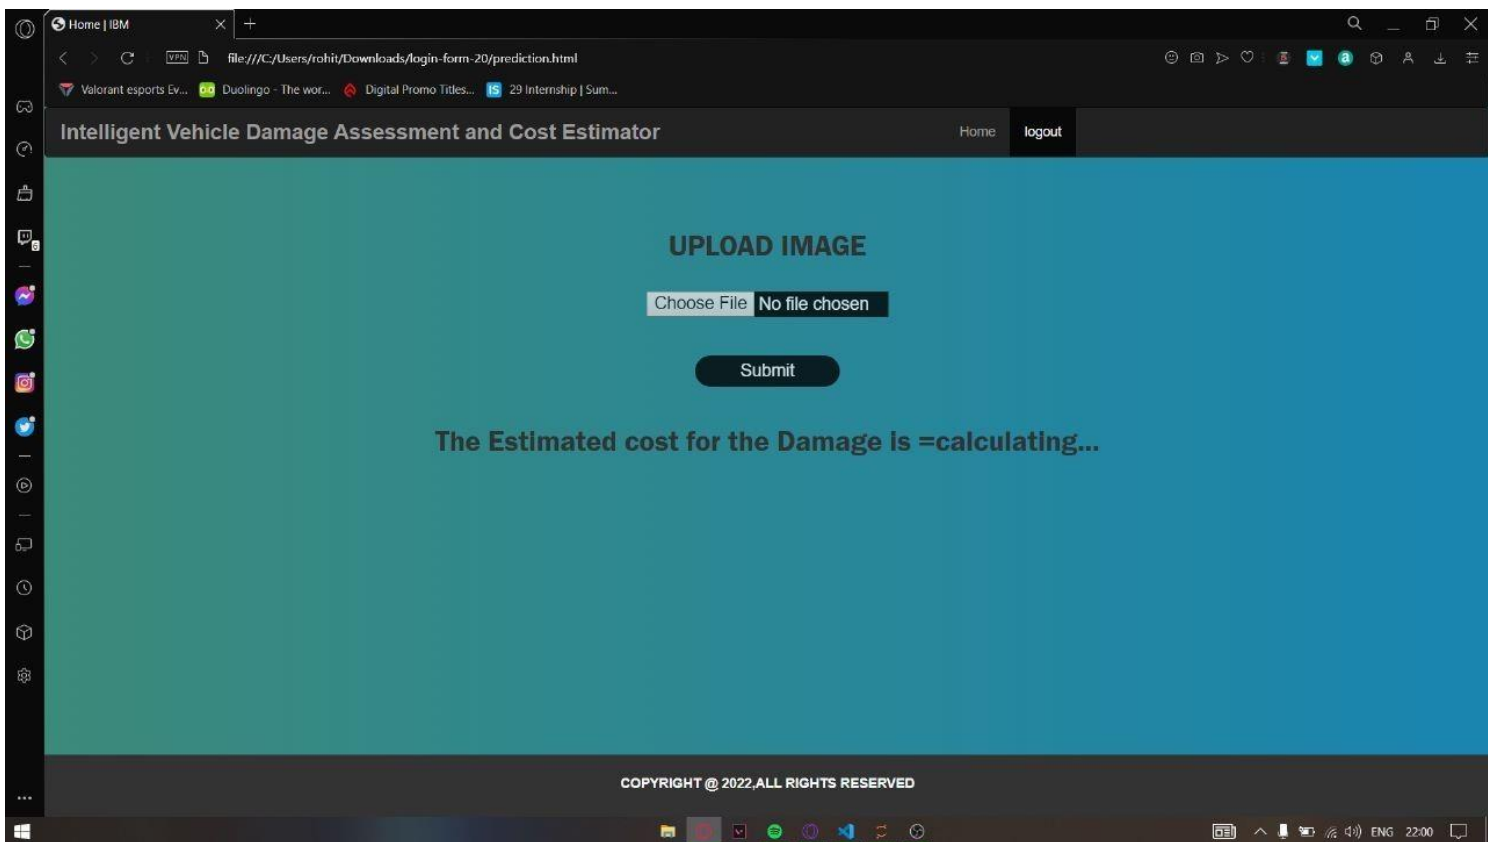 Home | IBM
VPN file:///C:/Users/rohit/Downloads/login-form-20/prediction.html
Valorant esports Ev... Duolingo - The wor... Digital Promo Titles... IS 29 Internship | Sum...
Intelligent Vehicle Damage Assessment and Cost Estimator Home logout
UPLOAD IMAGE
Choose File No file chosen
Submit
The Estimated cost for the Damage is =calculating...
COPYRIGHT @ 2022,ALL RIGHTS RESERVED
ENG 22:00